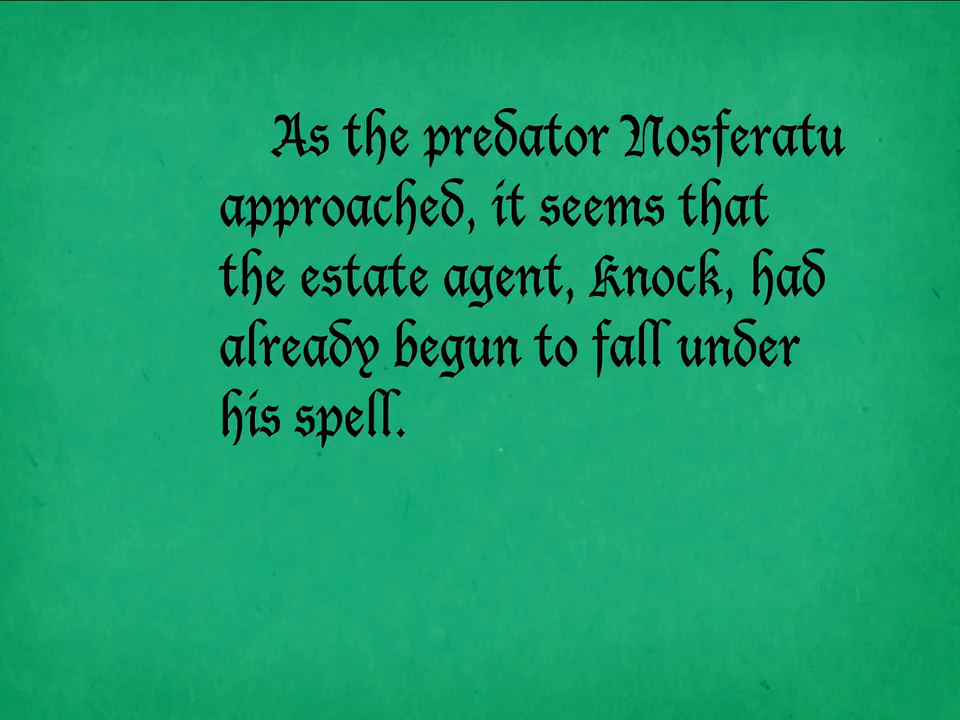 As the predator Nosferatu
approached, it seems that
the estate agent, Knock, had
already begun to fall under
his spell.